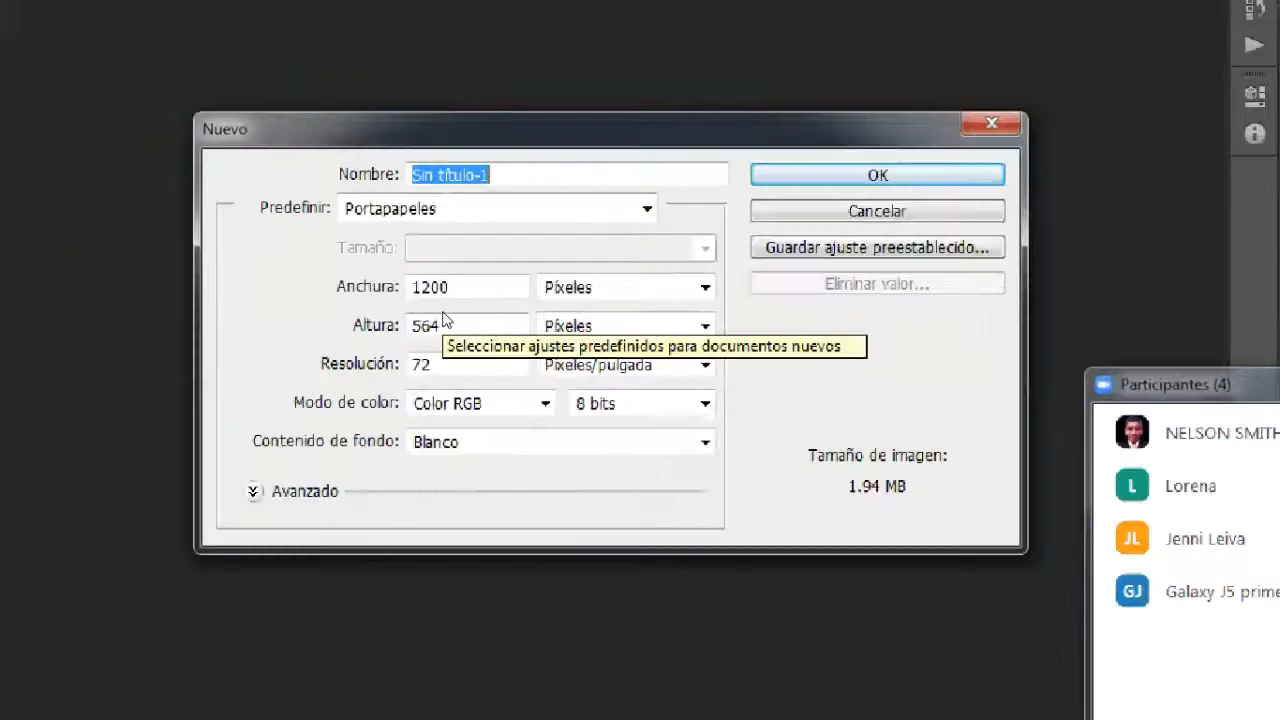 Nuevo
Nombre: Sin título-1
OK
Predefinir: Portapapeles
Cancelar
Tamaño:
Guardar ajuste preestablecido...
Anchura: 1200 Píxeles
Eliminar valor...
Altura: 564 Píxeles
Seleccionar ajustes predefinidos para documentos nuevos
Resolución: 72 Píxeles/pulgada
Modo de color: Color RGB 8 bits
Contenido de fondo: Blanco
Tamaño de imagen:
1.94 MB
Avanzado
Participantes (4)
NELSON SMITH
L Lorena
JL Jenni Leiva
GJ Galaxy J5 prime